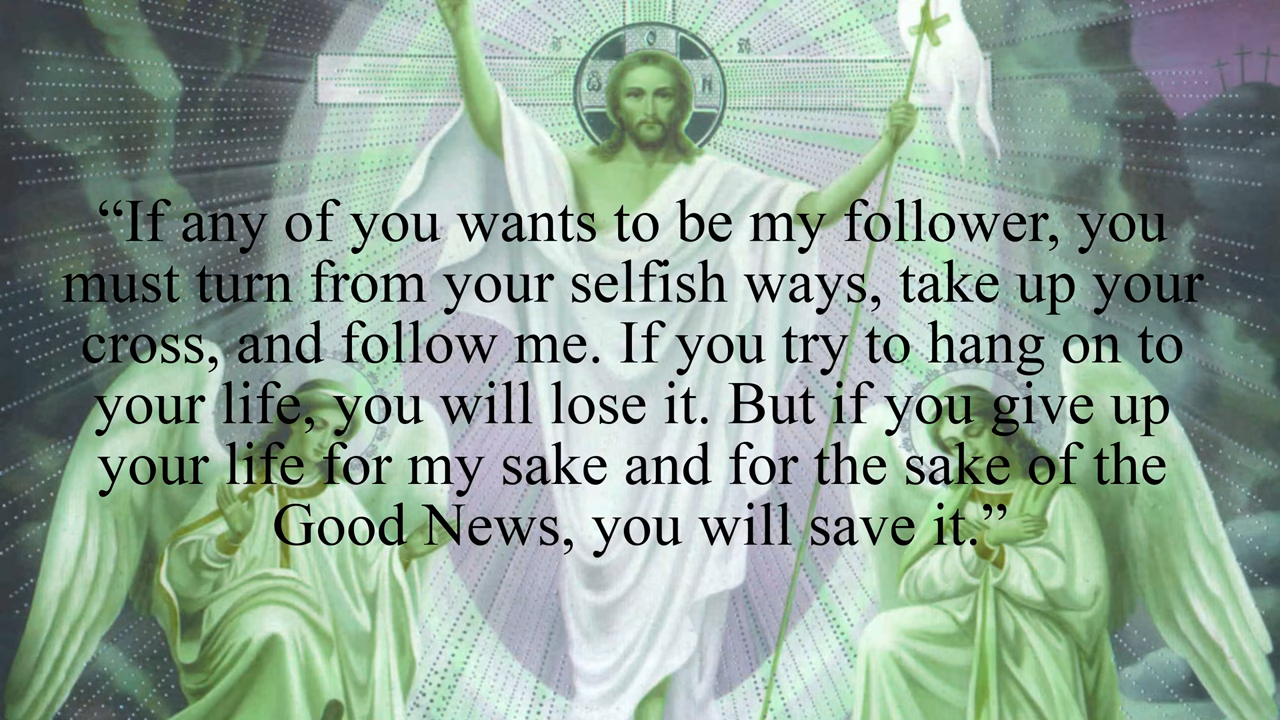 “If any of you wants to be my follower, you
must turn from your selfish ways, take up your
cross, and follow me. If you try to hang on to
your life, you will lose it. But if you give up
your life for my sake and for the sake of the
Good News, you will save it.”